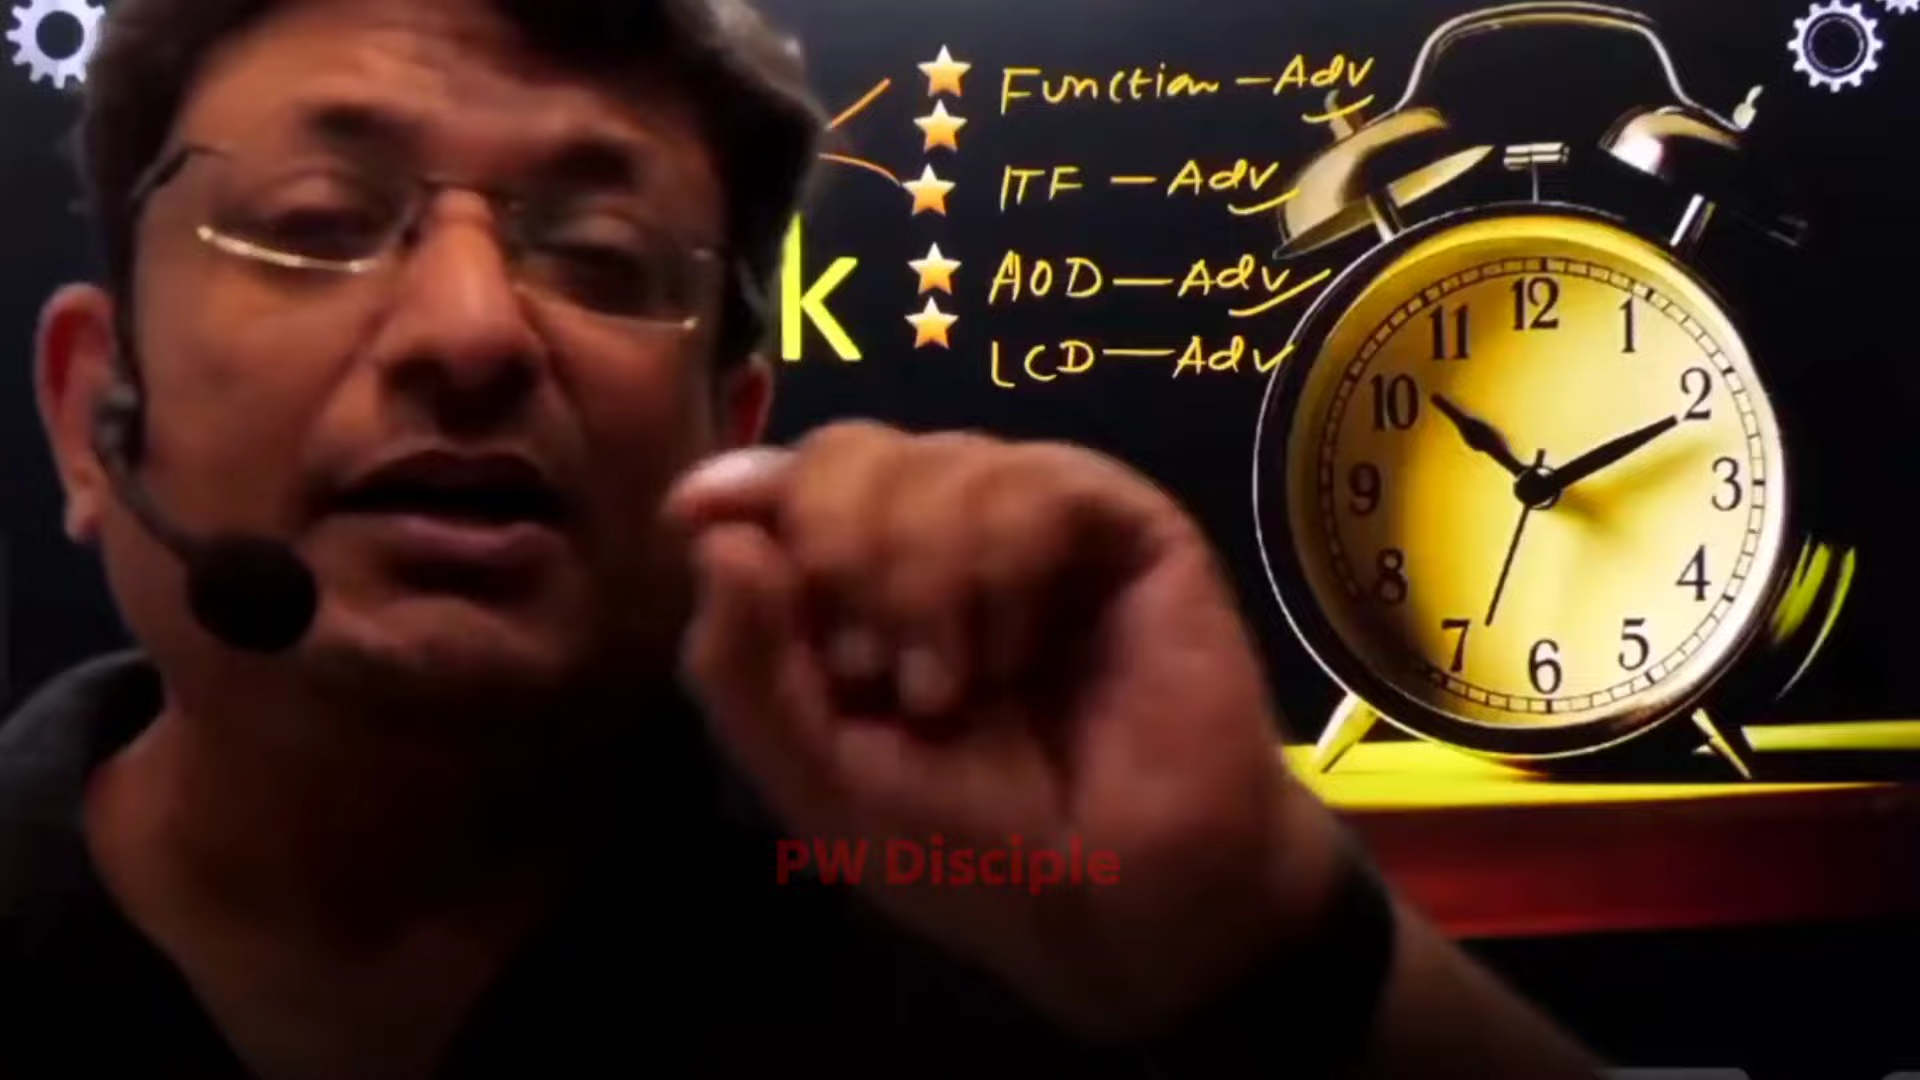 Function - Adv
ITF - Adv
k
AOD - Adv
LCD - Adv
12
11 1
10 2
9 3
8 4
7 5
6
PW Disciple